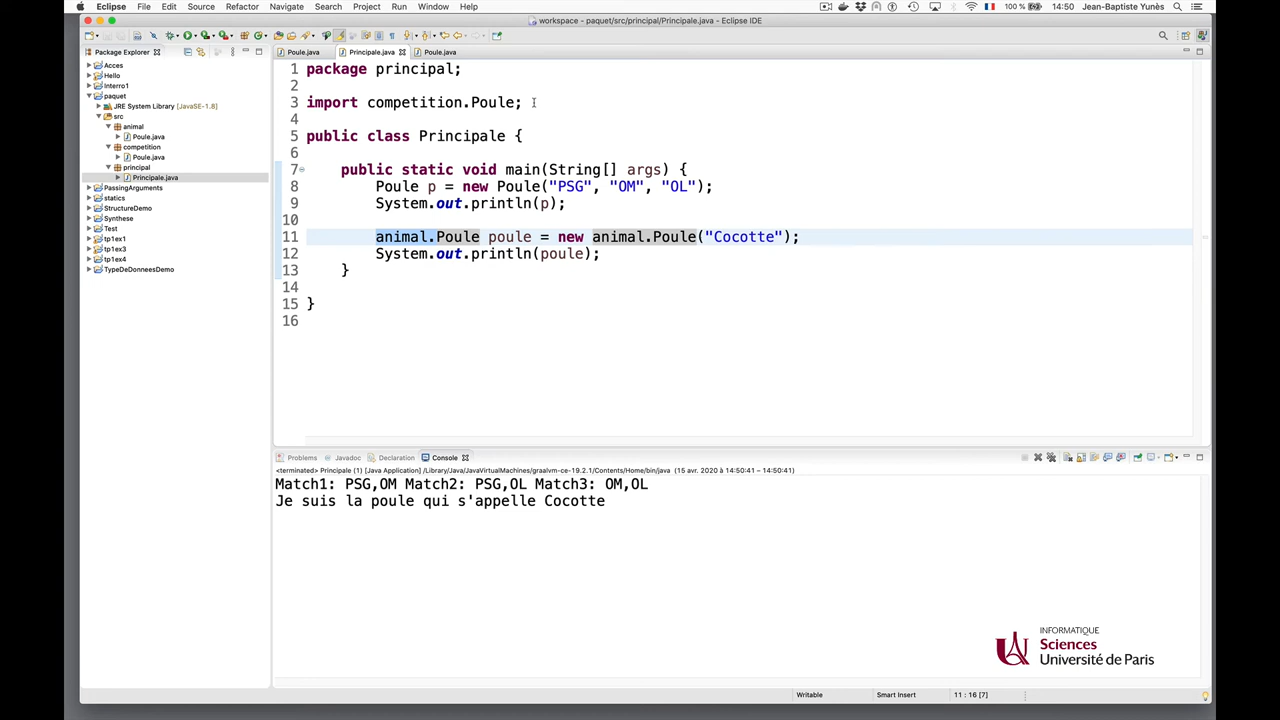 Eclipse File Edit Source Refactor Navigate Search Project Run Window Help 100 % 14:50 Jean-Baptiste Yunès
workspace - paquet/src/principal/Principale.java - Eclipse IDE
Package Explorer
Acces
Hello
Interro1
paquet
JRE System Library [JavaSE-1.8]
src
animal
Poule.java
competition
Poule.java
principal
Principale.java
PassingArguments
statics
StructureDemo
Synthese
Test
tp1ex1
tp1ex3
tp1ex4
TypeDeDonneesDemo
Poule.java Principale.java Poule.java
1 package principal;
2
3 import competition.Poule;
4
5 public class Principale {
6
7 public static void main(String[] args) {
8 Poule p = new Poule("PSG", "OM", "OL");
9 System.out.println(p);
10
11 animal.Poule poule = new animal.Poule("Cocotte");
12 System.out.println(poule);
13 }
14
15 }
16
Problems Javadoc Declaration Console
<terminated> Principale (1) [Java Application] /Library/Java/JavaVirtualMachines/graalvm-ce-19.2.1/Contents/Home/bin/java (15 avr. 2020 à 14:50:41 – 14:50:41)
Match1: PSG,OM Match2: PSG,OL Match3: OM,OL
Je suis la poule qui s'appelle Cocotte
INFORMATIQUE
Sciences
Université de Paris
Writable Smart Insert 11 : 16 [7]